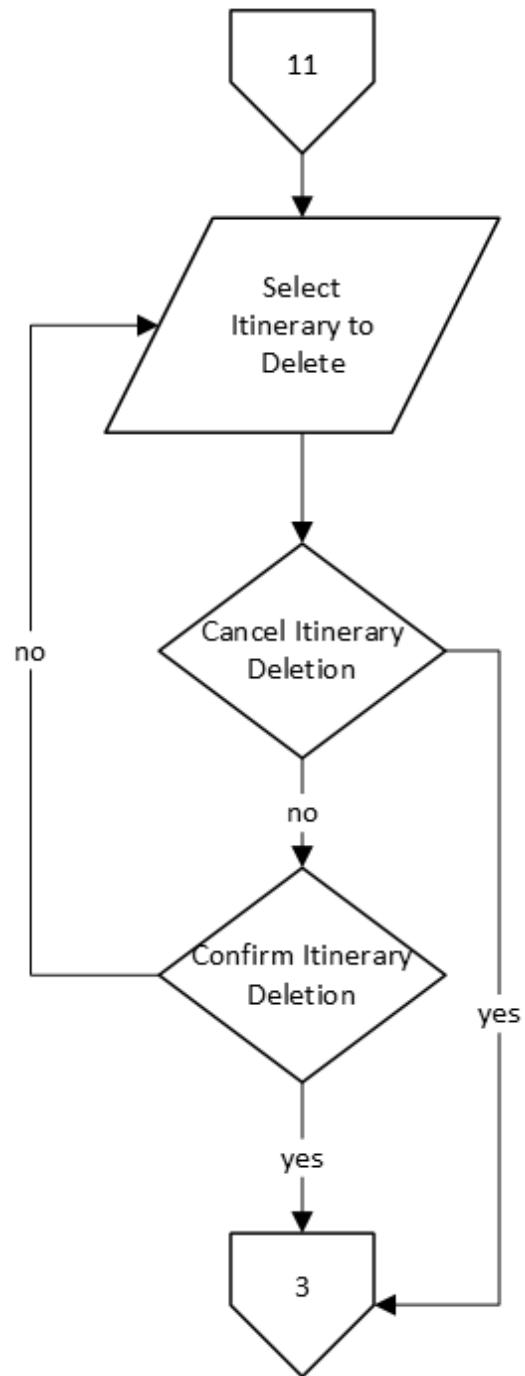 11
Select
Itinerary to
Delete
Cancel Itinerary
Deletion
no
no
Confirm Itinerary
Deletion
yes
yes
3